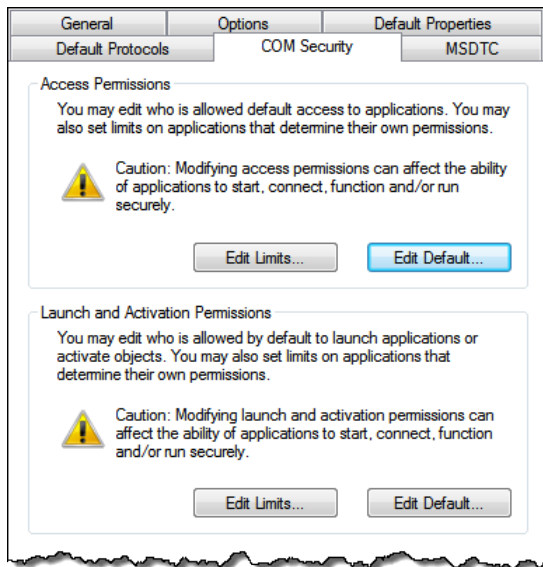 General Options Default Properties
Default Protocols COM Security MSDTC
Access Permissions
You may edit who is allowed default access to applications. You may
also set limits on applications that determine their own permissions.
Caution: Modifying access permissions can affect the ability
of applications to start, connect, function and/or run
securely.
Edit Limits... Edit Default...
Launch and Activation Permissions
You may edit who is allowed by default to launch applications or
activate objects. You may also set limits on applications that
determine their own permissions.
Caution: Modifying launch and activation permissions can
affect the ability of applications to start, connect, function
and/or run securely.
Edit Limits... Edit Default...